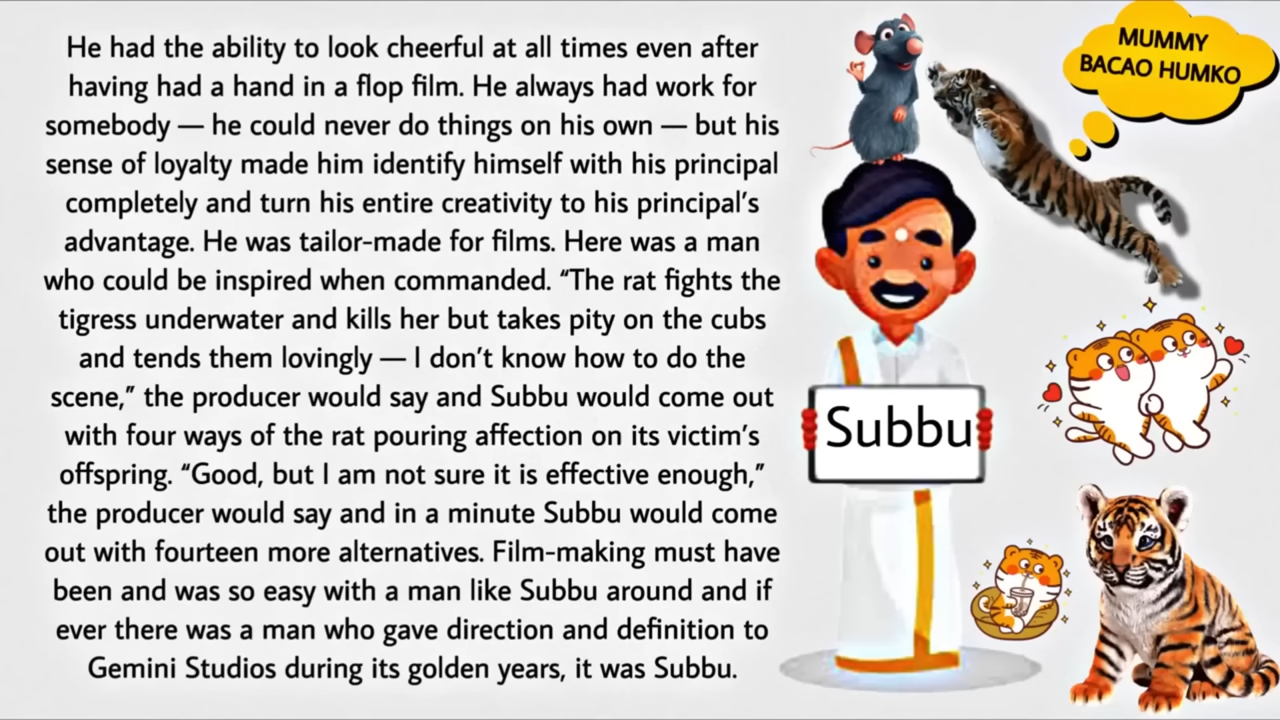 He had the ability to look cheerful at all times even after
having had a hand in a flop film. He always had work for
somebody — he could never do things on his own — but his
sense of loyalty made him identify himself with his principal
completely and turn his entire creativity to his principal’s
advantage. He was tailor-made for films. Here was a man
who could be inspired when commanded. “The rat fights the
tigress underwater and kills her but takes pity on the cubs
and tends them lovingly — I don’t know how to do the
scene,” the producer would say and Subbu would come out
with four ways of the rat pouring affection on its victim’s
offspring. “Good, but I am not sure it is effective enough,”
the producer would say and in a minute Subbu would come
out with fourteen more alternatives. Film-making must have
been and was so easy with a man like Subbu around and if
ever there was a man who gave direction and definition to
Gemini Studios during its golden years, it was Subbu.
MUMMY
BACAO HUMKO
Subbu